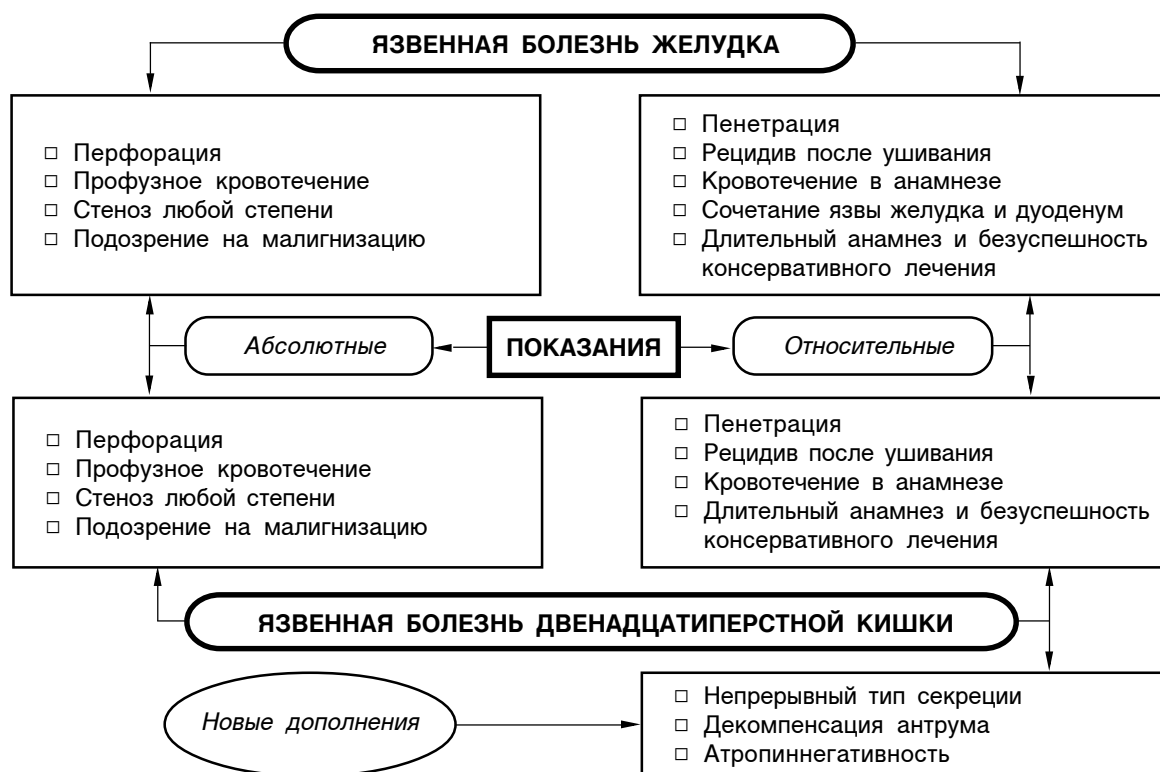 ЯЗВЕННАЯ БОЛЕЗНЬ ЖЕЛУДКА
□ Перфорация
□ Профузное кровотечение
□ Стеноз любой степени
□ Подозрение на малигнизацию
□ Пенетрация
□ Рецидив после ушивания
□ Кровотечение в анамнезе
□ Сочетание язвы желудка и дуоденум
□ Длительный анамнез и безуспешность
консервативного лечения
Абсолютные
ПОКАЗАНИЯ
Относительные
□ Перфорация
□ Профузное кровотечение
□ Стеноз любой степени
□ Подозрение на малигнизацию
□ Пенетрация
□ Рецидив после ушивания
□ Кровотечение в анамнезе
□ Длительный анамнез и безуспешность
консервативного лечения
ЯЗВЕННАЯ БОЛЕЗНЬ ДВЕНАДЦАТИПЕРСТНОЙ КИШКИ
Новые дополнения
□ Непрерывный тип секреции
□ Декомпенсация антрума
□ Атропиннегативность